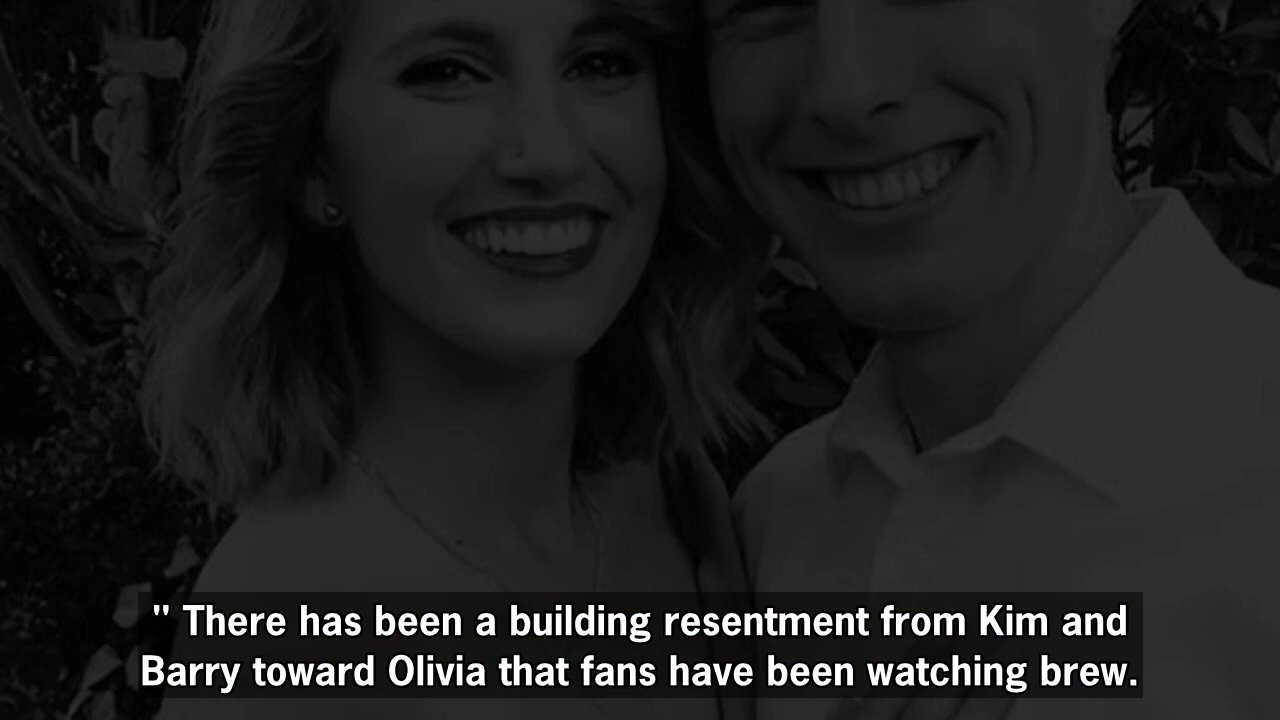 " There has been a building resentment from Kim and
Barry toward Olivia that fans have been watching brew.